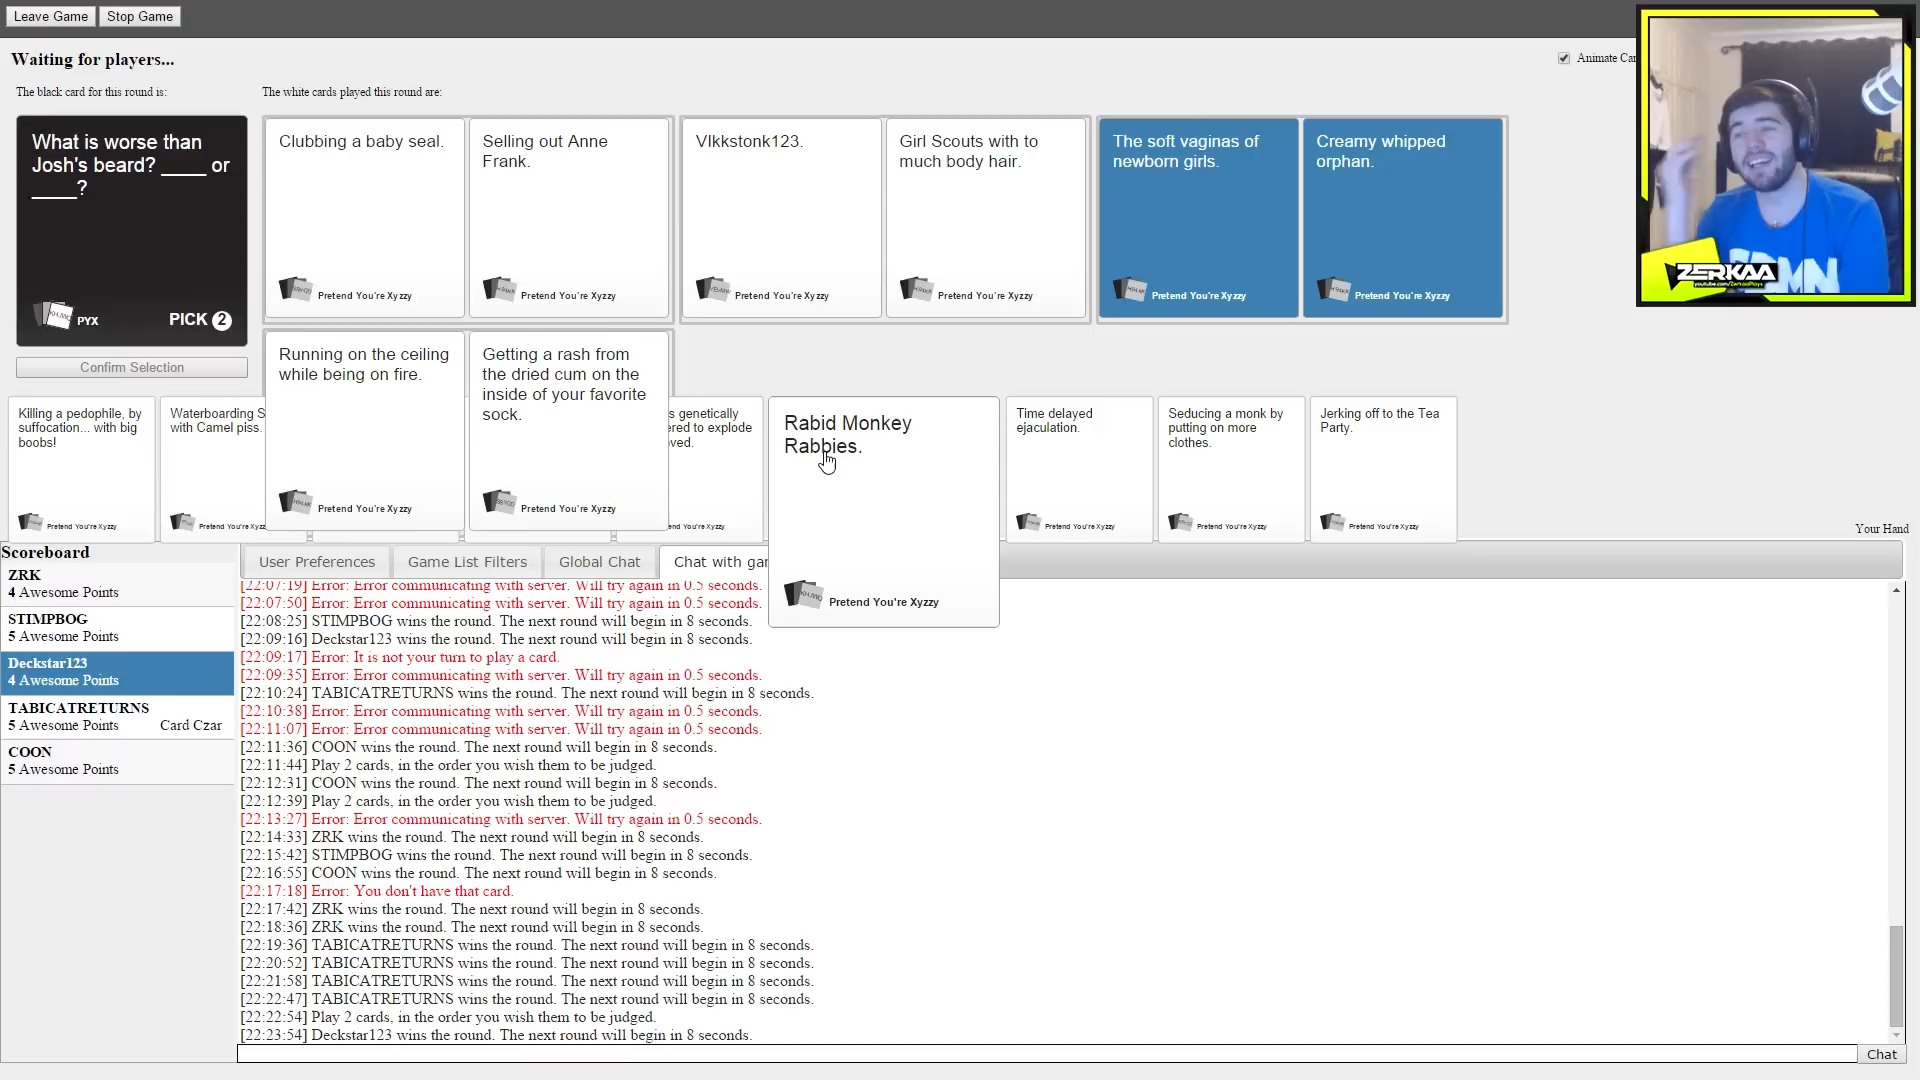 Leave Game
Stop Game
Waiting for players...
Animate Car
The black card for this round is:
The white cards played this round are:
What is worse than
Josh's beard? ____ or
____?
PYX
PICK 2
Confirm Selection
Clubbing a baby seal.
Pretend You're Xyzzy
Selling out Anne
Frank.
Pretend You're Xyzzy
Vlkkstonk123.
Pretend You're Xyzzy
Girl Scouts with to
much body hair.
Pretend You're Xyzzy
The soft vaginas of
newborn girls.
Pretend You're Xyzzy
Creamy whipped
orphan.
Pretend You're Xyzzy
ZERKAA
youtube.com/ZerkaaPlays
Running on the ceiling
while being on fire.
Pretend You're Xyzzy
Getting a rash from
the dried cum on the
inside of your favorite
sock.
Pretend You're Xyzzy
Killing a pedophile, by
suffocation... with big
boobs!
Pretend You're Xyzzy
Waterboarding S
with Camel piss.
Pretend You're Xyzz
s genetically
ered to explode
ved.
nd You're Xyzzy
Rabid Monkey
Rabbies.
Pretend You're Xyzzy
Time delayed
ejaculation.
Pretend You're Xyzzy
Seducing a monk by
putting on more
clothes.
Pretend You're Xyzzy
Jerking off to the Tea
Party.
Pretend You're Xyzzy
Your Hand
Scoreboard
ZRK
4 Awesome Points
STIMPBOG
5 Awesome Points
Deckstar123
4 Awesome Points
TABICATRETURNS
5 Awesome Points Card Czar
COON
5 Awesome Points
User Preferences
Game List Filters
Global Chat
Chat with gar
[22:07:19] Error: Error communicating with server. Will try again in 0.5 seconds.
[22:07:50] Error: Error communicating with server. Will try again in 0.5 seconds.
[22:08:25] STIMPBOG wins the round. The next round will begin in 8 seconds.
[22:09:16] Deckstar123 wins the round. The next round will begin in 8 seconds.
[22:09:17] Error: It is not your turn to play a card.
[22:09:35] Error: Error communicating with server. Will try again in 0.5 seconds.
[22:10:24] TABICATRETURNS wins the round. The next round will begin in 8 seconds.
[22:10:38] Error: Error communicating with server. Will try again in 0.5 seconds.
[22:11:07] Error: Error communicating with server. Will try again in 0.5 seconds.
[22:11:36] COON wins the round. The next round will begin in 8 seconds.
[22:11:44] Play 2 cards, in the order you wish them to be judged.
[22:12:31] COON wins the round. The next round will begin in 8 seconds.
[22:12:39] Play 2 cards, in the order you wish them to be judged.
[22:13:27] Error: Error communicating with server. Will try again in 0.5 seconds.
[22:14:33] ZRK wins the round. The next round will begin in 8 seconds.
[22:15:42] STIMPBOG wins the round. The next round will begin in 8 seconds.
[22:16:55] COON wins the round. The next round will begin in 8 seconds.
[22:17:18] Error: You don't have that card.
[22:17:42] ZRK wins the round. The next round will begin in 8 seconds.
[22:18:36] ZRK wins the round. The next round will begin in 8 seconds.
[22:19:36] TABICATRETURNS wins the round. The next round will begin in 8 seconds.
[22:20:52] TABICATRETURNS wins the round. The next round will begin in 8 seconds.
[22:21:58] TABICATRETURNS wins the round. The next round will begin in 8 seconds.
[22:22:47] TABICATRETURNS wins the round. The next round will begin in 8 seconds.
[22:22:54] Play 2 cards, in the order you wish them to be judged.
[22:23:54] Deckstar123 wins the round. The next round will begin in 8 seconds.
Chat